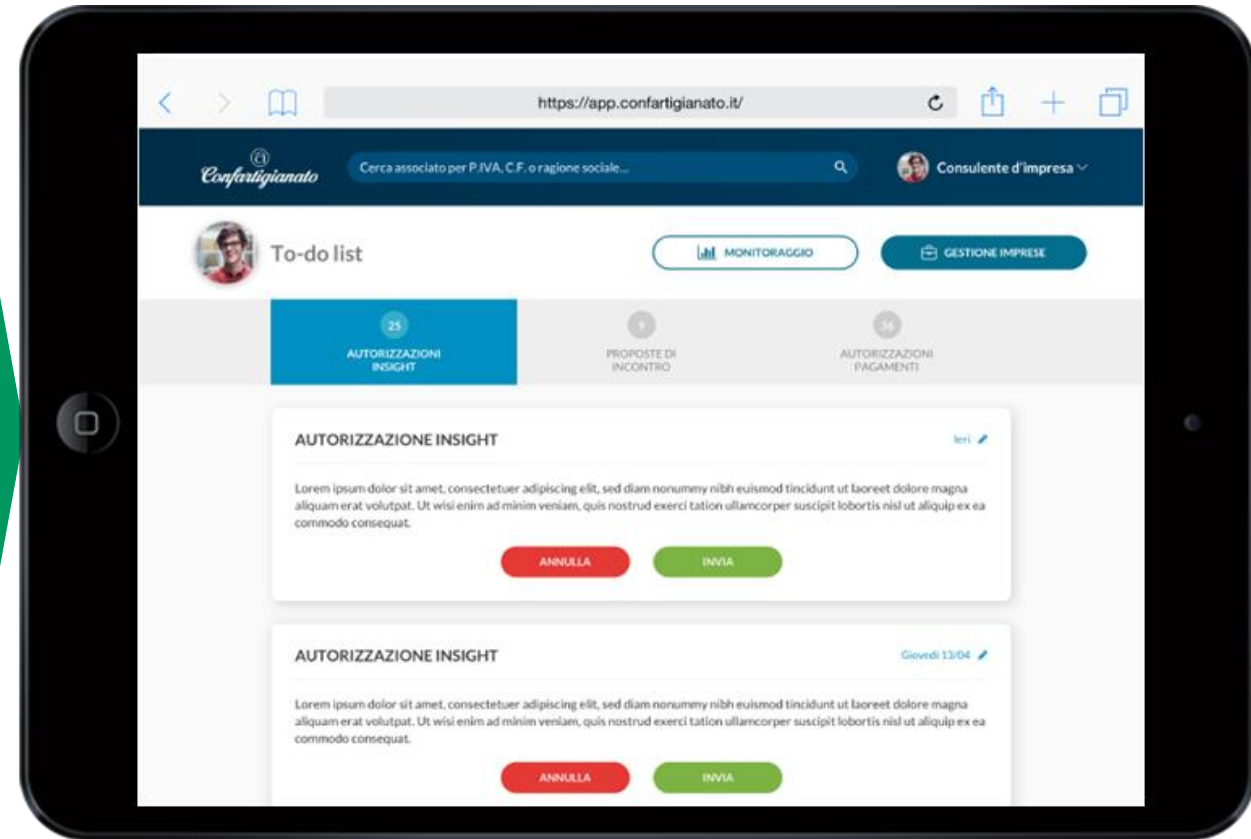 https://app.confartigianato.it/
Confartigianato
Cerca associato per P.IVA, C.F. o ragione sociale...
Consulente d'impresa
To-do list
MONITORAGGIO
GESTIONE IMPRESE
25
AUTORIZZAZIONI
INSIGHT
9
PROPOSTE DI
INCONTRO
36
AUTORIZZAZIONI
PAGAMENTI
AUTORIZZAZIONE INSIGHT
Ieri
Lorem ipsum dolor sit amet, consectetuer adipiscing elit, sed diam nonummy nibh euismod tincidunt ut laoreet dolore magna
aliquam erat volutpat. Ut wisi enim ad minim veniam, quis nostrud exerci tation ullamcorper suscipit lobortis nisl ut aliquip ex ea
commodo consequat.
ANNULLA
INVIA
AUTORIZZAZIONE INSIGHT
Giovedì 13/04
Lorem ipsum dolor sit amet, consectetuer adipiscing elit, sed diam nonummy nibh euismod tincidunt ut laoreet dolore magna
aliquam erat volutpat. Ut wisi enim ad minim veniam, quis nostrud exerci tation ullamcorper suscipit lobortis nisl ut aliquip ex ea
commodo consequat.
ANNULLA
INVIA